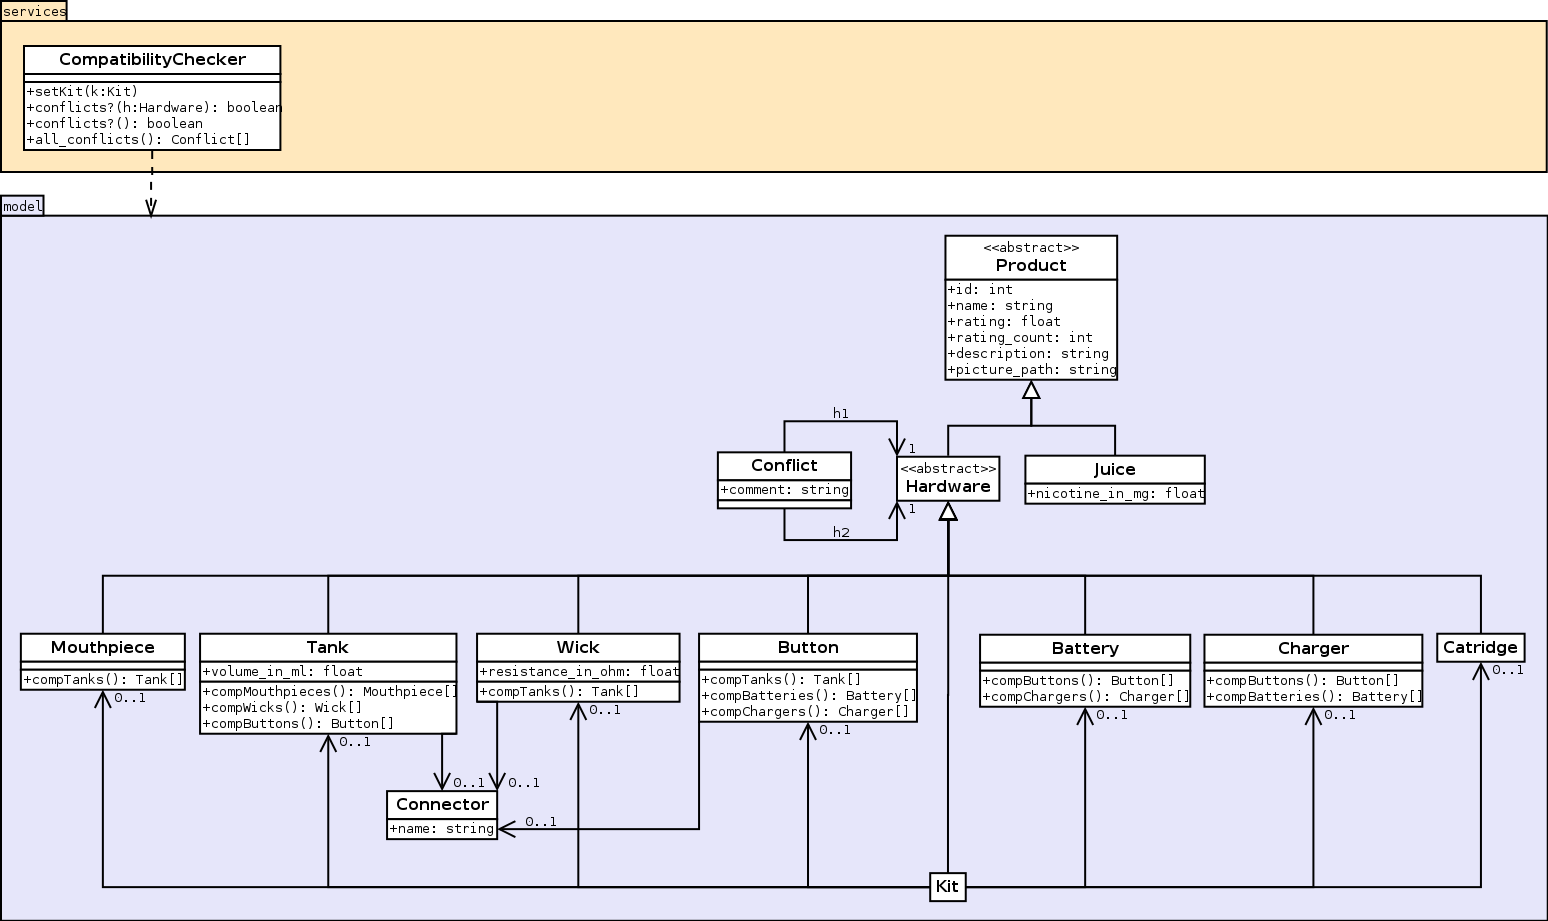 services
CompatibilityChecker
+setKit(k:Kit)
+conflicts?(h:Hardware): boolean
+conflicts?(): boolean
+all_conflicts(): Conflict[]
model
<<abstract>>
Product
+id: int
+name: string
+rating: float
+rating_count: int
+description: string
+picture_path: string
h1
1
Conflict
+comment: string
<<abstract>>
Hardware
Juice
+nicotine_in_mg: float
1
h2
Mouthpiece
+compTanks(): Tank[]
0..1
Tank
+volume_in_ml: float
+compMouthpieces(): Mouthpiece[]
+compWicks(): Wick[]
+compButtons(): Button[]
0..1
Wick
+resistance_in_ohm: float
+compTanks(): Tank[]
0..1
Button
+compTanks(): Tank[]
+compBatteries(): Battery[]
+compChargers(): Charger[]
0..1
Battery
+compButtons(): Button[]
+compChargers(): Charger[]
0..1
Charger
+compButtons(): Button[]
+compBatteries(): Battery[]
0..1
Catridge
0..1
0..1
0..1
Connector
+name: string
0..1
Kit